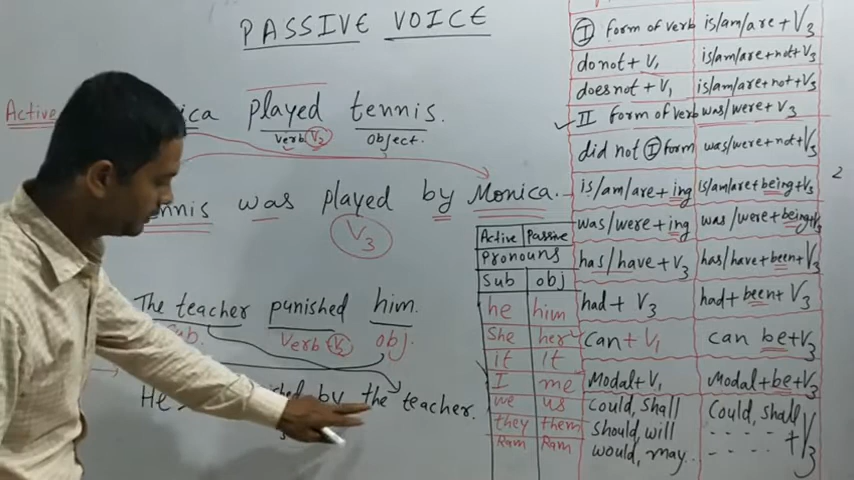 PASSIVE VOICE
Active
played tennis.
verb V2 object.
was played by Monica.
V3
The teacher punished him.
Sub. Verb V2 obj.
He by the teacher.
I form of verb is/am/are + V3
do not + V1 is/am/are + not + V3
does not + V1 is/am/are + not + V3
II form of verb was/were + V3
did not I form was/were + not + V3
is/am/are + ing is/am/are + being + V3
was/were + ing was/were + being + V3
has/have + V3 has/have + been + V3
had + V3 had + been + V3
can + V1 can be + V3
Modal + V1 Modal + be + V3
could, shall could, shall
should, will - - - - - + V3
would, may.. - - - - -
2
Active Passive
Pronouns
Sub obj
he him
She her
it it
I me
we us
they them
Ram Ram